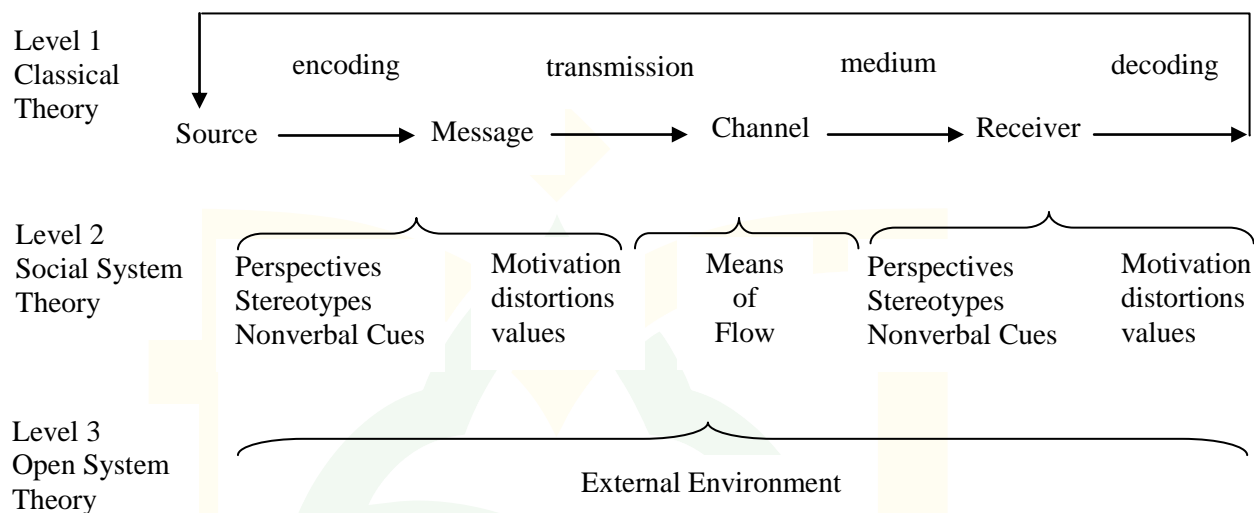 Level 1
Classical
Theory
encoding
transmission
medium
decoding
Source
Message
Channel
Receiver
Level 2
Social System
Theory
Perspectives
Stereotypes
Nonverbal Cues
Motivation
distortions
values
Means
of
Flow
Perspectives
Stereotypes
Nonverbal Cues
Motivation
distortions
values
Level 3
Open System
Theory
External Environment